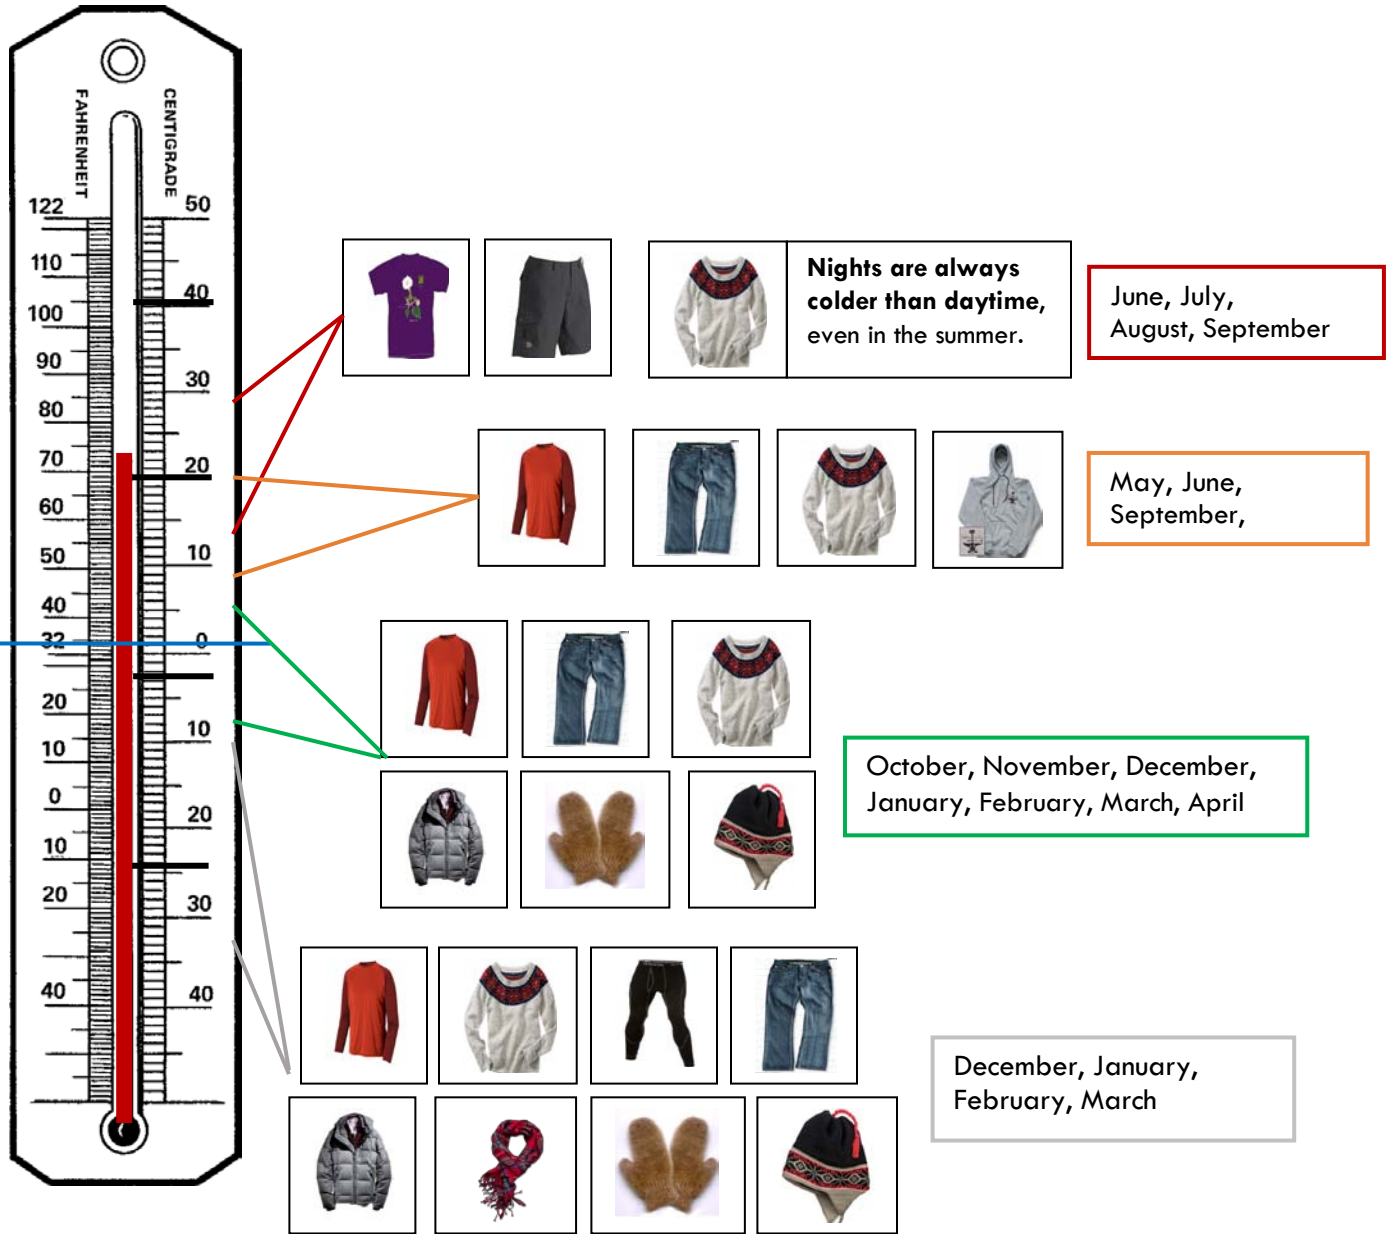 FAHRENHEIT
CENTIGRADE
122
110
100
90
80
70
60
50
40
32
20
10
0
10
20
40
50
40
30
20
10
0
10
20
30
40
Nights are always
colder than daytime,
even in the summer.
June, July,
August, September
May, June,
September,
October, November, December,
January, February, March, April
December, January,
February, March